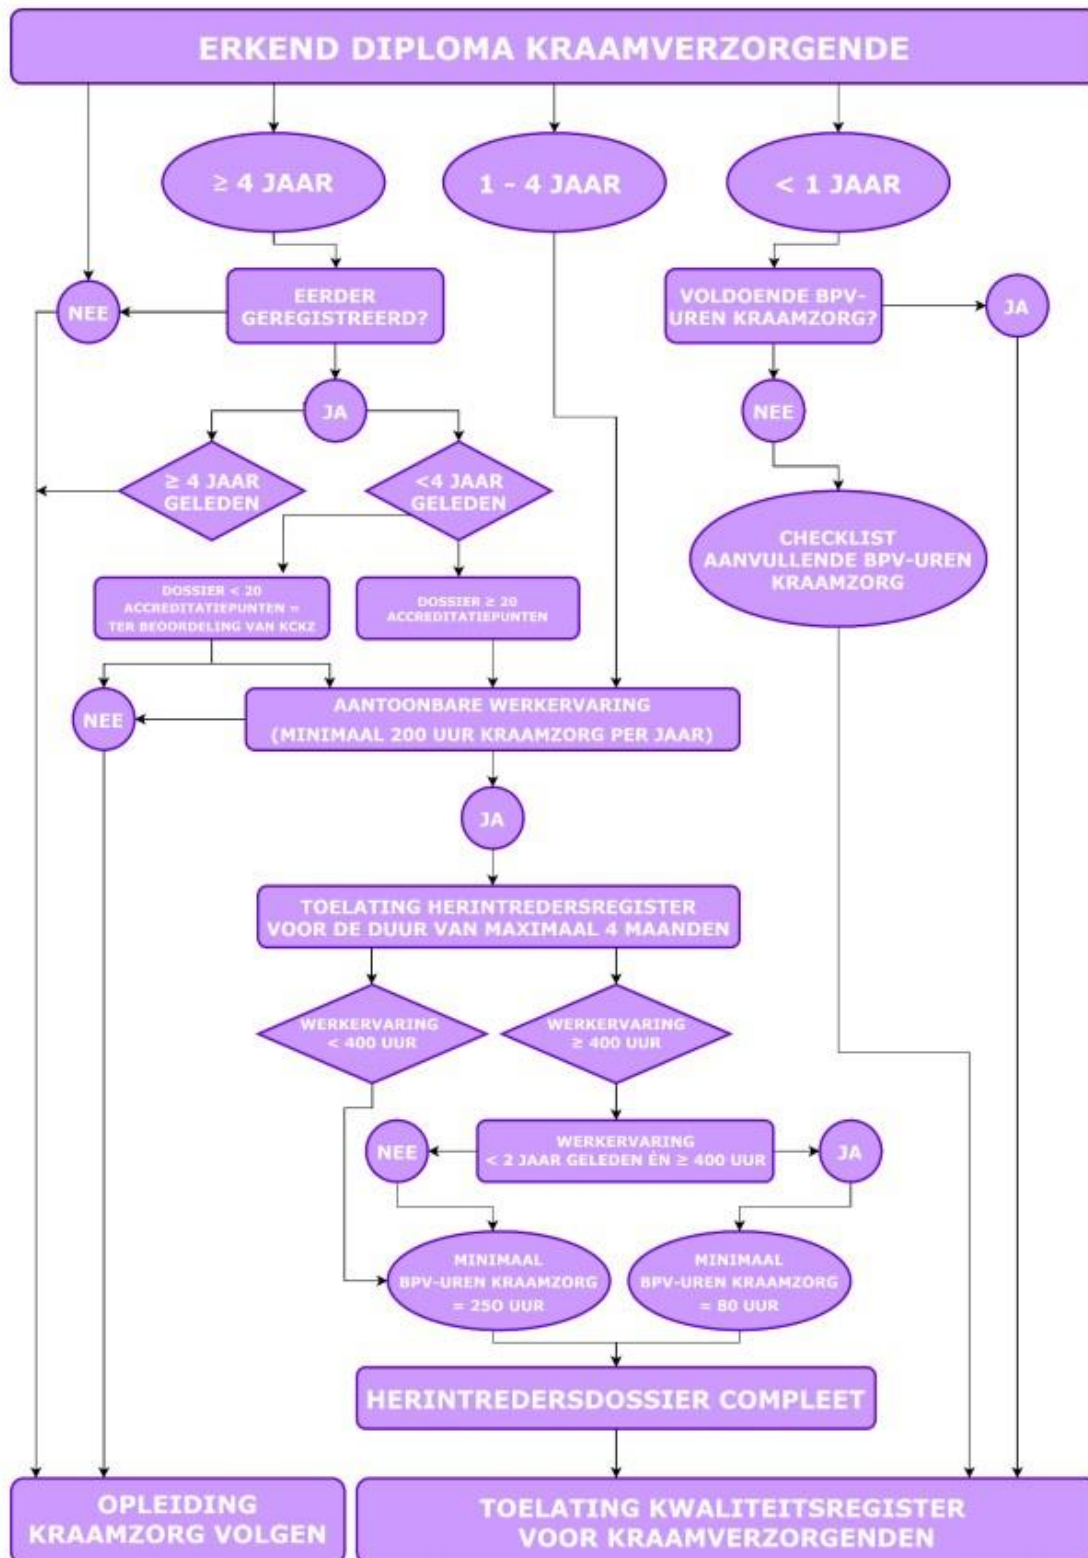 ERKEND DIPLOMA KRAAMVERZORGENDE
≥ 4 JAAR
1 - 4 JAAR
< 1 JAAR
NEE
EERDER
GEREGISTREERD?
VOLDOENDE BPV-
UREN KRAAMZORG?
JA
JA
NEE
≥ 4 JAAR
GELEDEN
<4 JAAR
GELEDEN
CHECKLIST
AANVULLENDE BPV-UREN
KRAAMZORG
DOSSIER < 20
ACCREDITATIEPUNTEN =
TER BEOORDELING VAN KCKZ
DOSSIER ≥ 20
ACCREDITATIEPUNTEN
NEE
AANTOONBARE WERKERVARING
(MINIMAAL 200 UUR KRAAMZORG PER JAAR)
JA
TOELATING HERINTREDERSREGISTER
VOOR DE DUUR VAN MAXIMAAL 4 MAANDEN
WERKERVARING
< 400 UUR
WERKERVARING
≥ 400 UUR
NEE
WERKERVARING
< 2 JAAR GELEDEN ÉN ≥ 400 UUR
JA
MINIMAAL
BPV-UREN KRAAMZORG
= 25O UUR
MINIMAAL
BPV-UREN KRAAMZORG
= 80 UUR
HERINTREDERSDOSSIER COMPLEET
OPLEIDING
KRAAMZORG VOLGEN
TOELATING KWALITEITSREGISTER
VOOR KRAAMVERZORGENDEN